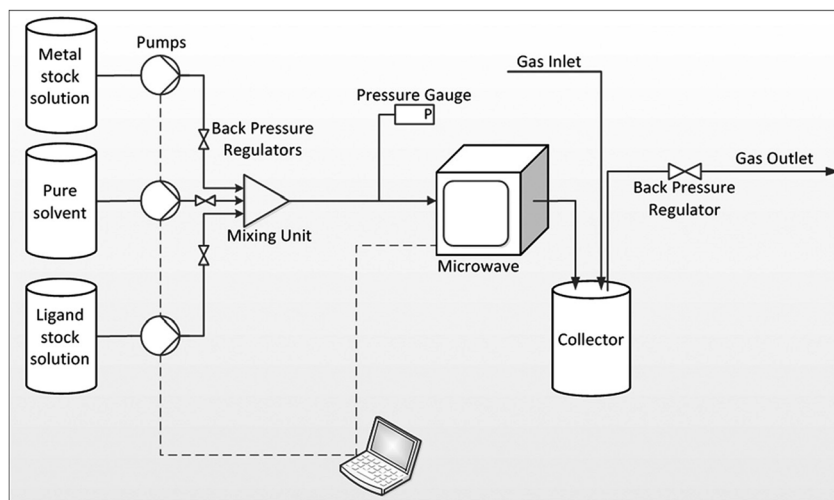 Metal
stock
solution
Pumps
Back Pressure
Regulators
Pressure Gauge
P
Gas Inlet
Gas Outlet
Back Pressure
Regulator
Pure
solvent
Mixing Unit
Microwave
Ligand
stock
solution
Collector